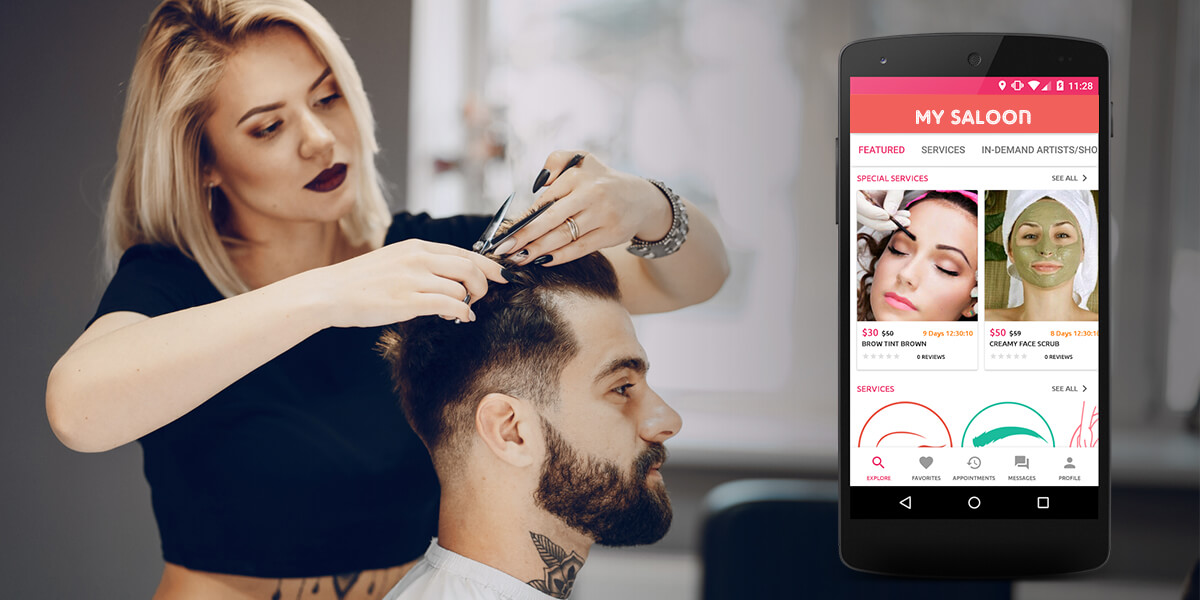 11:28
MY SALOON
FEATURED SERVICES IN-DEMAND ARTISTS/SHO
SPECIAL SERVICES SEE ALL
$30 $50 9 Days 12:30:10
BROW TINT BROWN
0 REVIEWS
$50 $59 8 Days 12:30:10
CREAMY FACE SCRUB
0 REVIEWS
SERVICES SEE ALL
EXPLORE FAVORITES APPOINTMENTS MESSAGES PROFILE